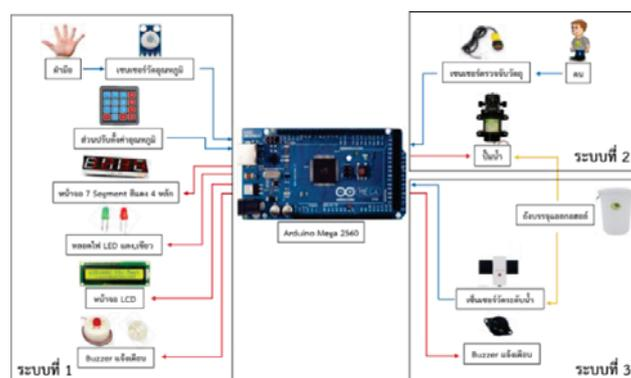 ฝ่ามือ
เซนเซอร์วัดอุณหภูมิ
ส่วนปรับตั้งค่าอุณหภูมิ
หน้าจอ 7 Segment สีแดง 4 หลัก
หลอดไฟ LED แดง,เขียว
หน้าจอ LCD
Buzzer แจ้งเตือน
ระบบที่ 1
MEGA
Arduino Mega 2560
เซนเซอร์ตรวจจับวัตถุ
คน
ปั๊มน้ำ
ระบบที่ 2
ถังบรรจุแอลกอฮอล์
เซ็นเซอร์วัดระดับน้ำ
Buzzer แจ้งเตือน
ระบบที่ 3